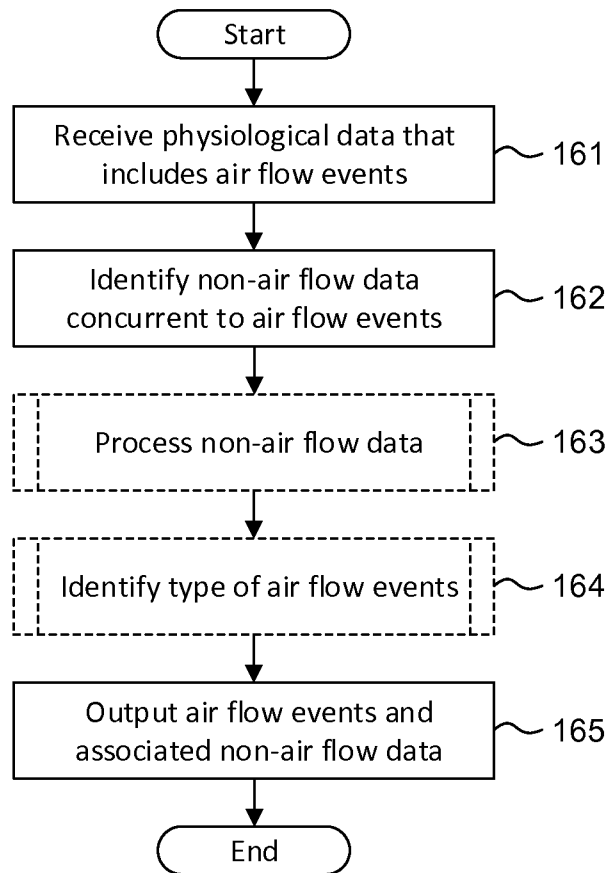 Start
Receive physiological data that
includes air flow events
161
Identify non-air flow data
concurrent to air flow events
162
Process non-air flow data
163
Identify type of air flow events
164
Output air flow events and
associated non-air flow data
165
End